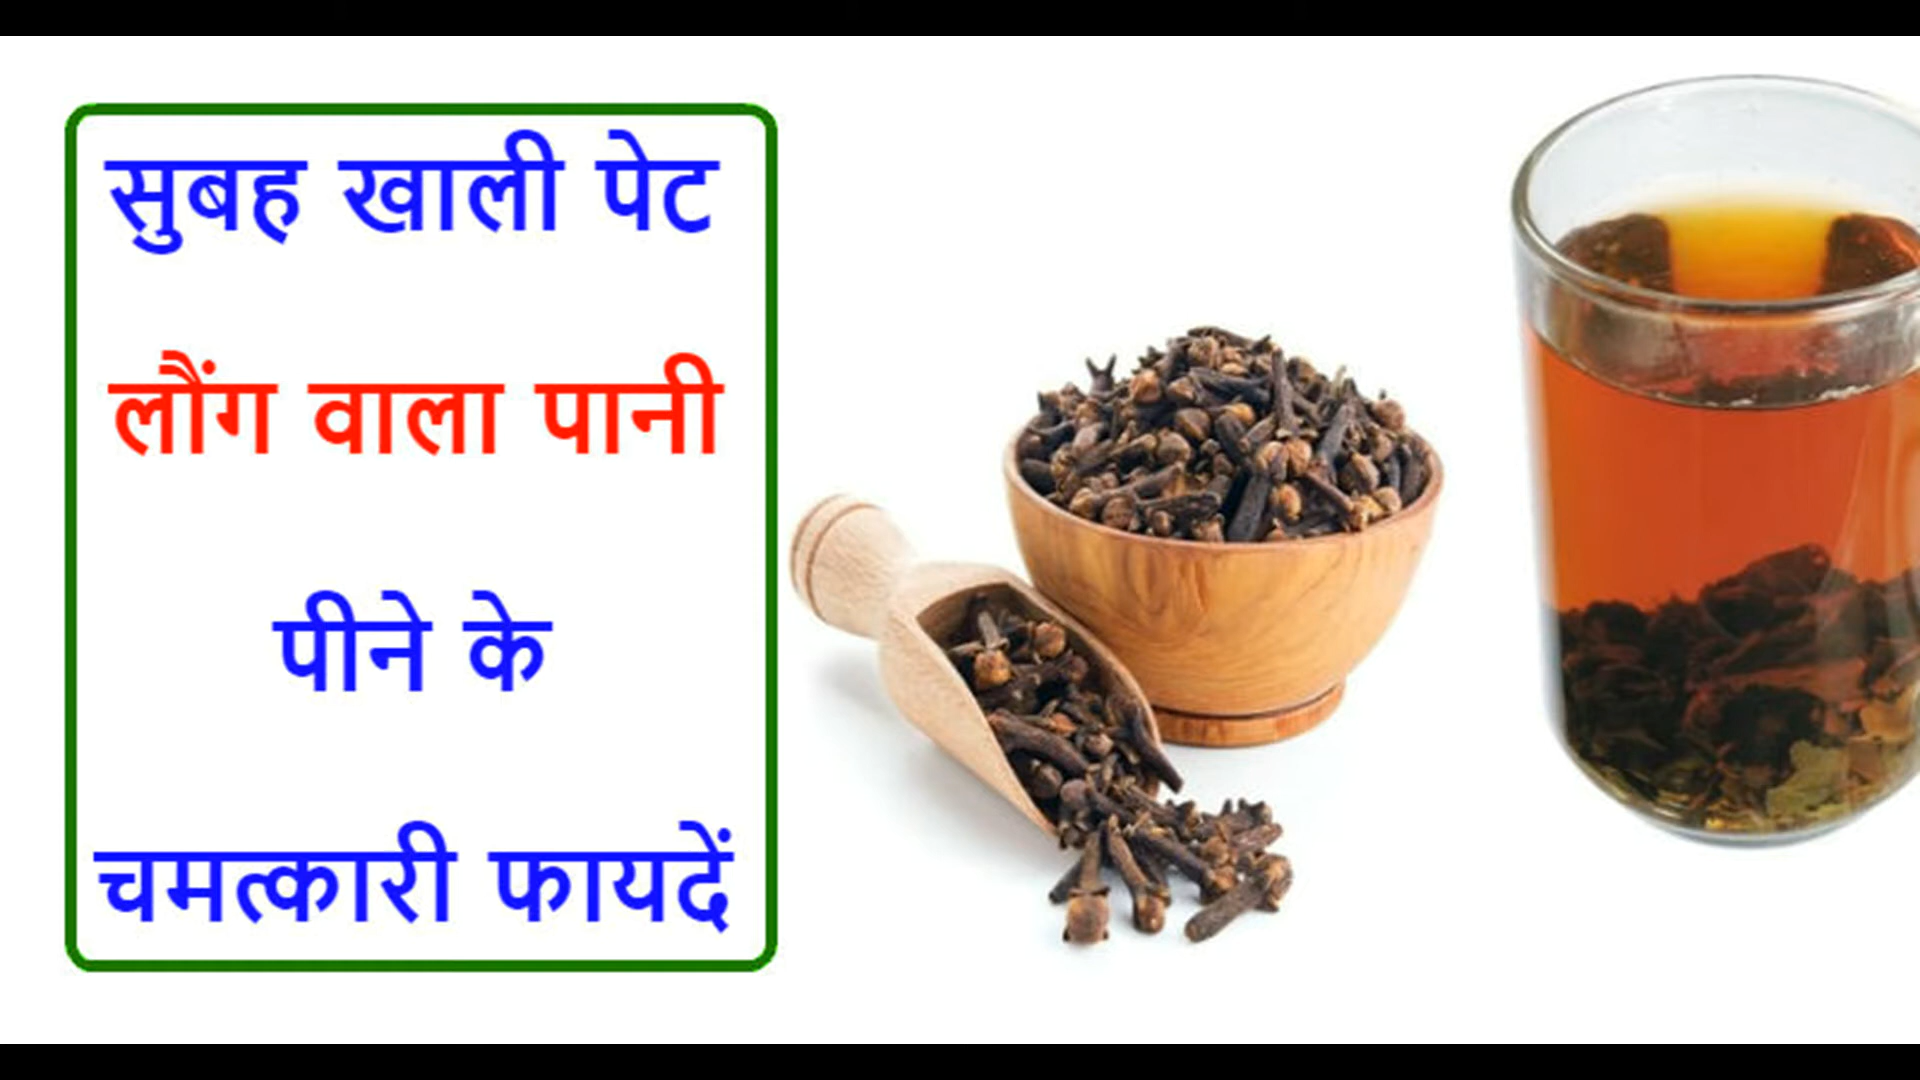 सुबह खाली पेट
लौंग वाला पानी
पीने के
चमत्कारी फायदें